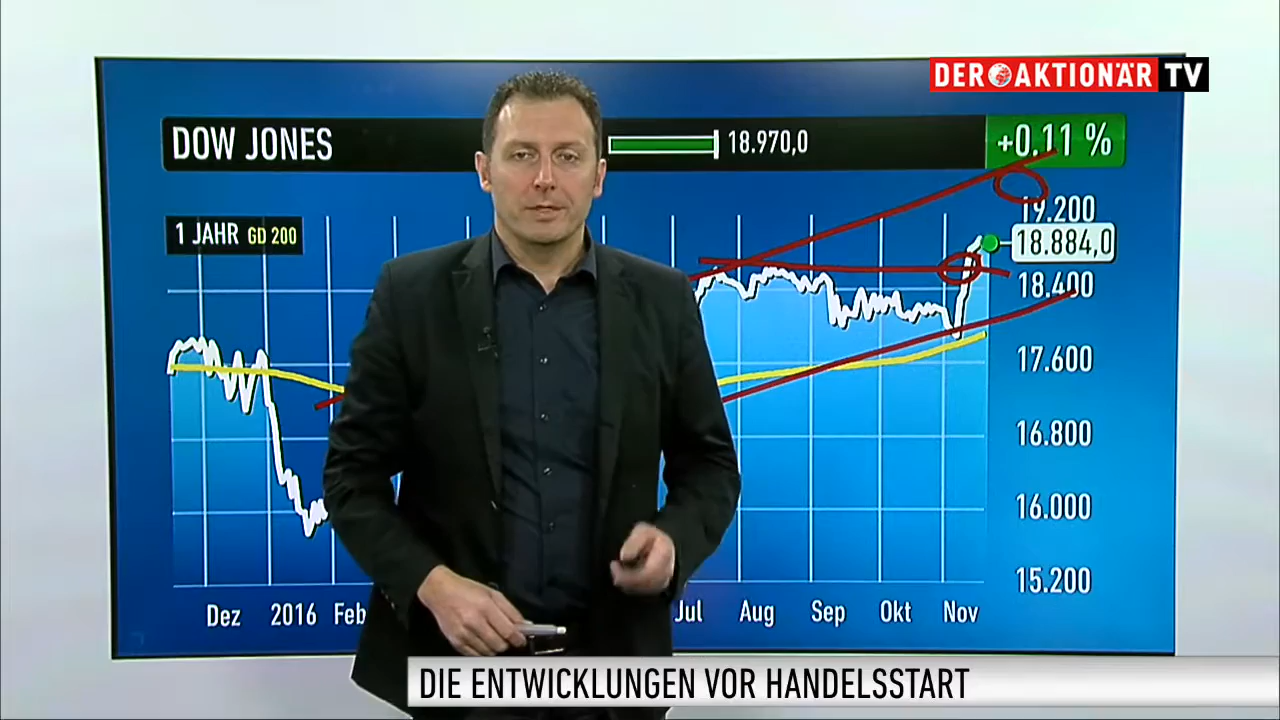 DER AKTIONÄR TV
DOW JONES 18.970,0 +0,11 %
1 JAHR GD 200
19.200
18.884,0
18.400
17.600
16.800
16.000
15.200
Dez 2016 Feb Jul Aug Sep Okt Nov
DIE ENTWICKLUNGEN VOR HANDELSSTART